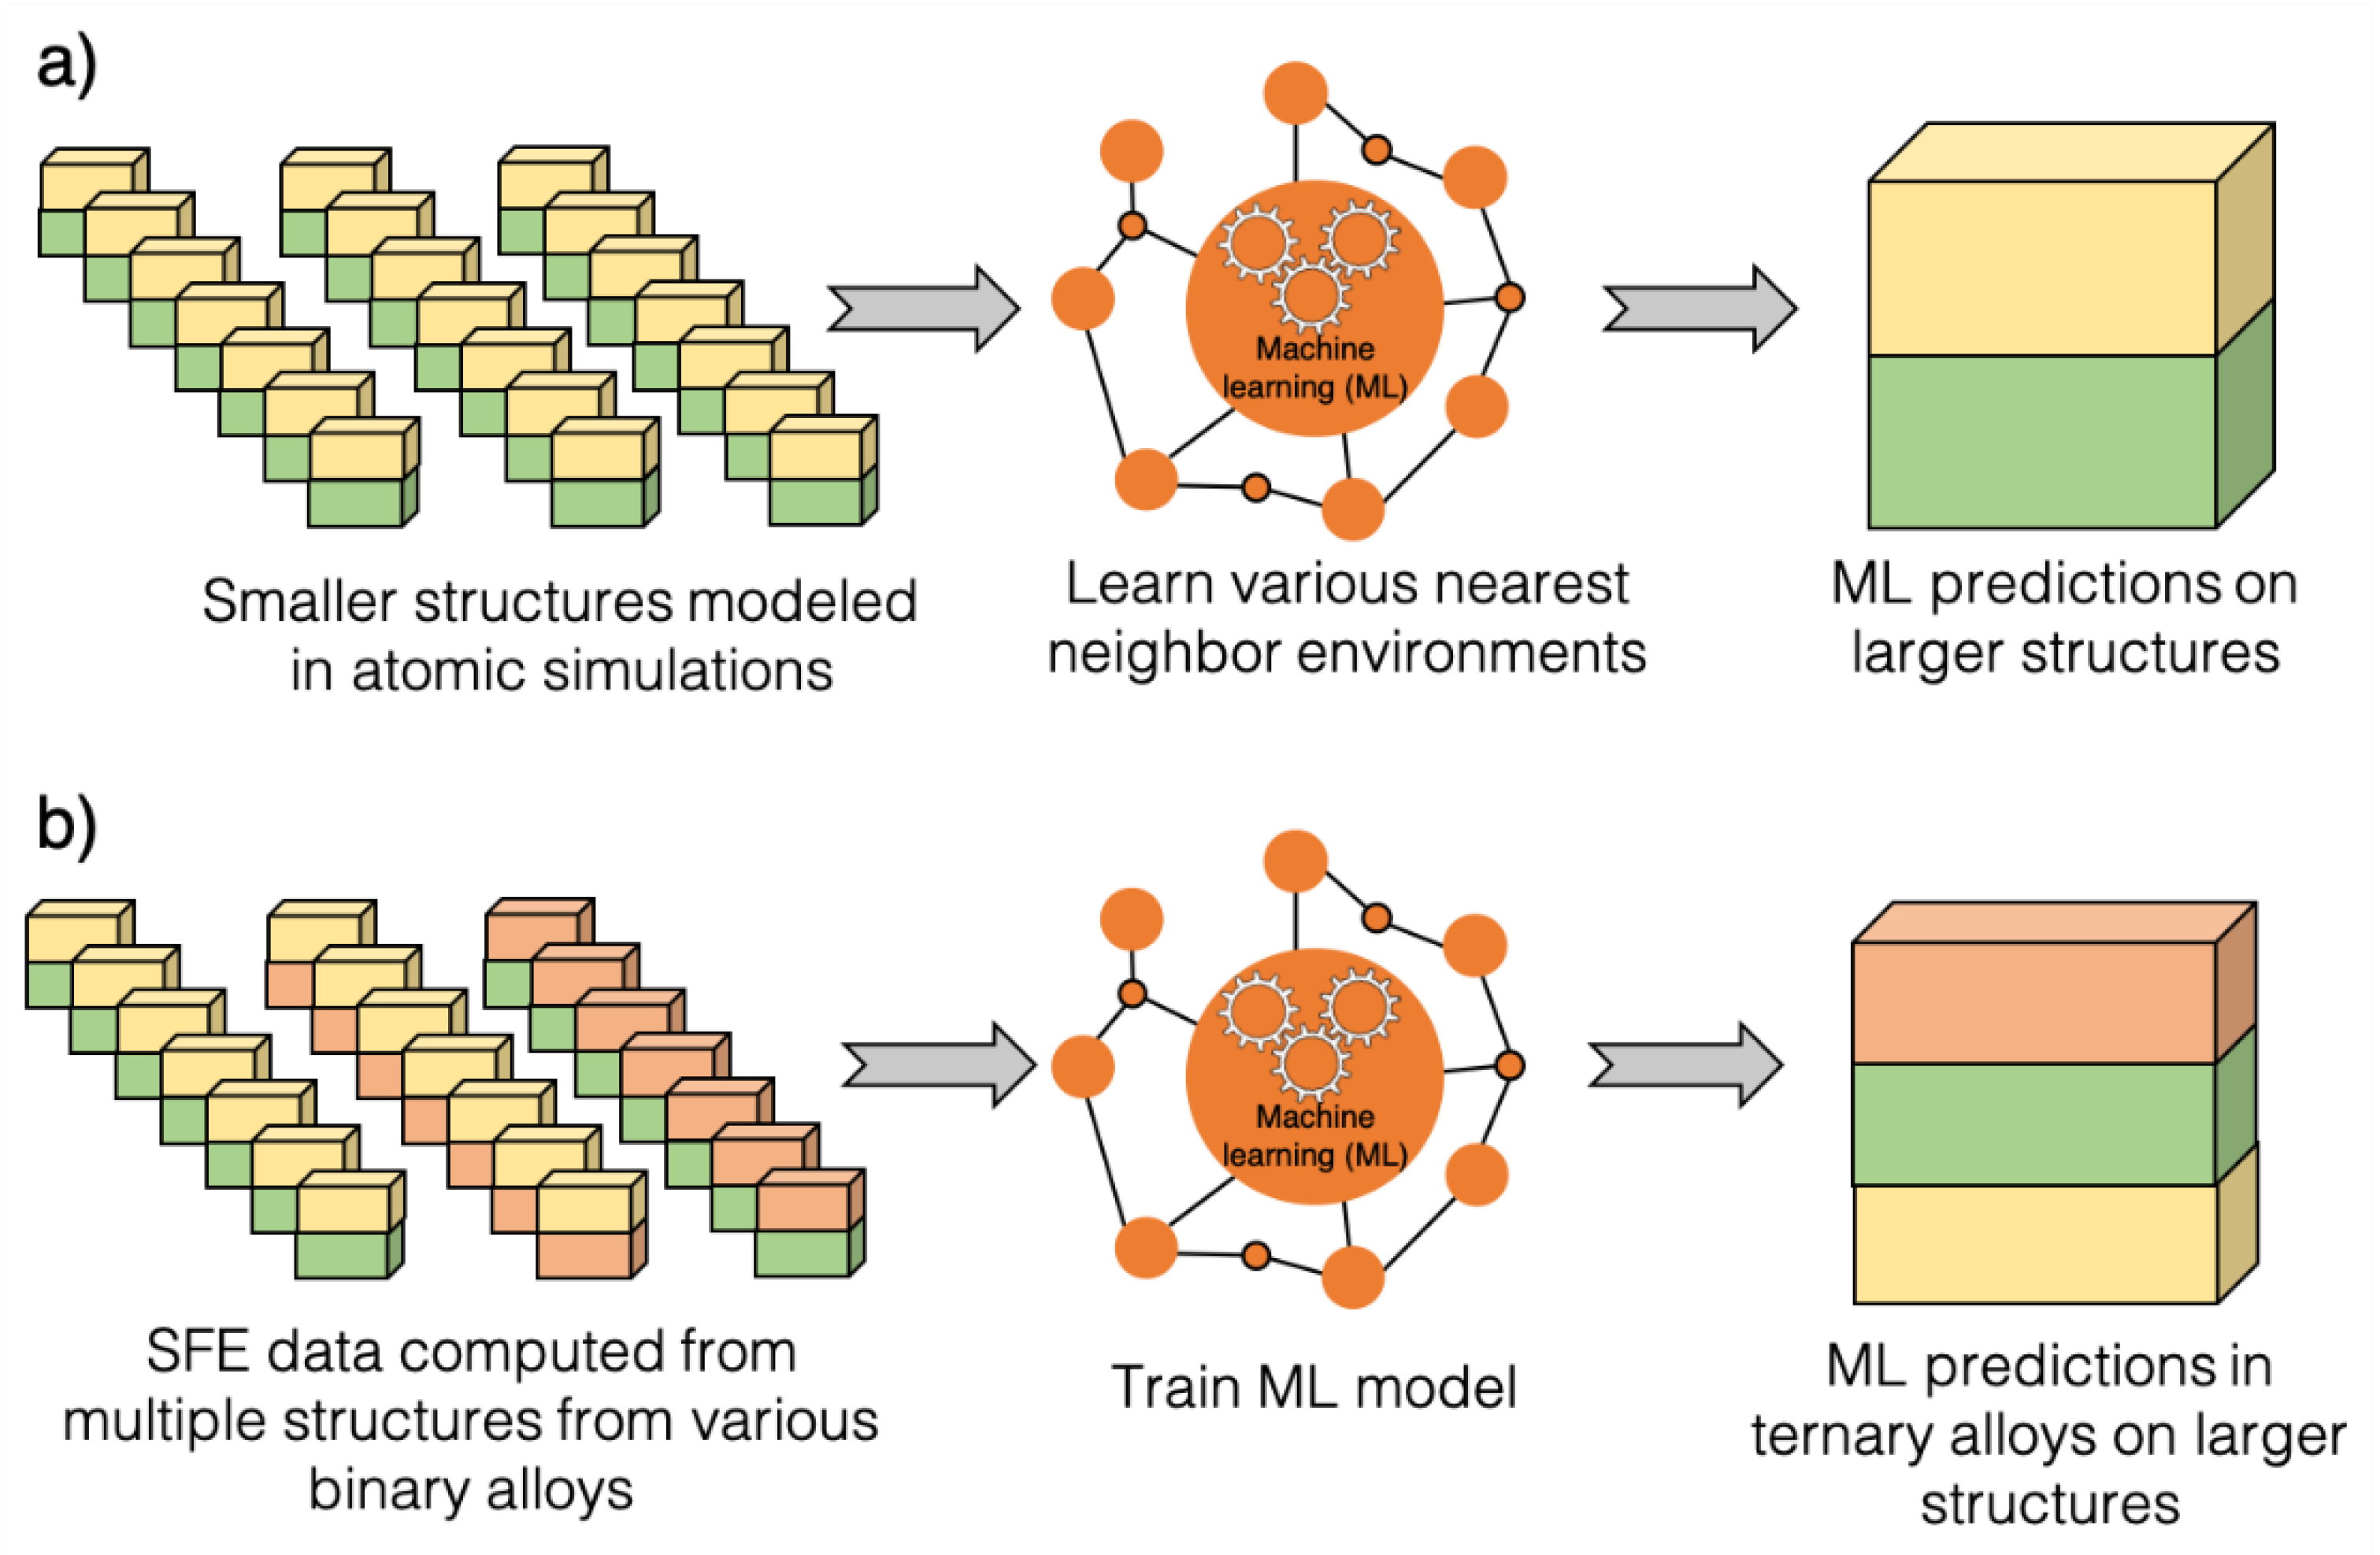 a)
Machine
learning (ML)
Smaller structures modeled
in atomic simulations
Learn various nearest
neighbor environments
ML predictions on
larger structures
b)
Machine
learning (ML)
SFE data computed from
multiple structures from various
binary alloys
Train ML model
ML predictions in
ternary alloys on larger
structures